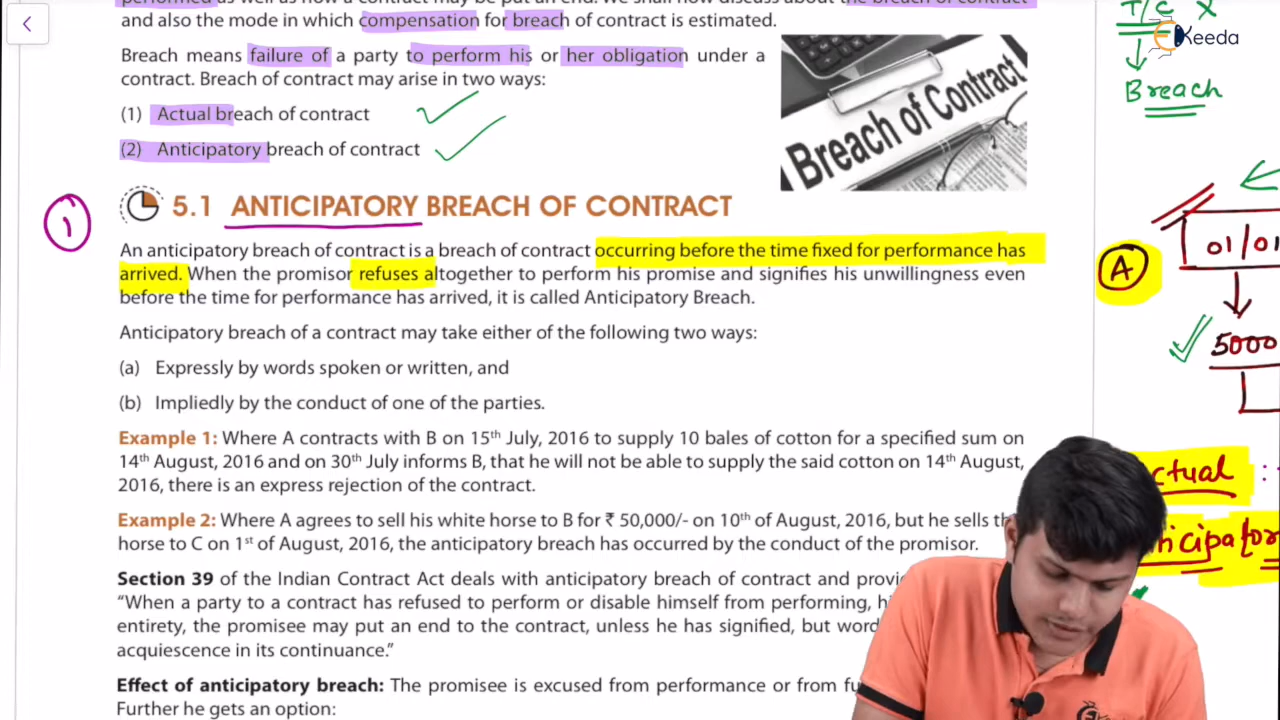 and also the mode in which compensation for breach of contract is estimated.
Breach means failure of a party to perform his or her obligation under a
contract. Breach of contract may arise in two ways:
(1) Actual breach of contract
(2) Anticipatory breach of contract
Breach of Contract
T/C X
Keeda
Breach
1
5.1 ANTICIPATORY BREACH OF CONTRACT
An anticipatory breach of contract is a breach of contract occurring before the time fixed for performance has
arrived. When the promisor refuses altogether to perform his promise and signifies his unwillingness even
before the time for performance has arrived, it is called Anticipatory Breach.
Anticipatory breach of a contract may take either of the following two ways:
(a) Expressly by words spoken or written, and
(b) Impliedly by the conduct of one of the parties.
Example 1: Where A contracts with B on 15th July, 2016 to supply 10 bales of cotton for a specified sum on
14th August, 2016 and on 30th July informs B, that he will not be able to supply the said cotton on 14th August,
2016, there is an express rejection of the contract.
Example 2: Where A agrees to sell his white horse to B for ₹ 50,000/- on 10th of August, 2016, but he sells
horse to C on 1st of August, 2016, the anticipatory breach has occurred by the conduct of the promisor.
Section 39 of the Indian Contract Act deals with anticipatory breach of contract and
"When a party to a contract has refused to perform or disable himself from performing,
entirety, the promisee may put an end to the contract, unless he has signified, but
acquiescence in its continuance."
Effect of anticipatory breach: The promisee is excused from performance or from
Further he gets an option:
A
01/01
5000
ctual :
ticipator